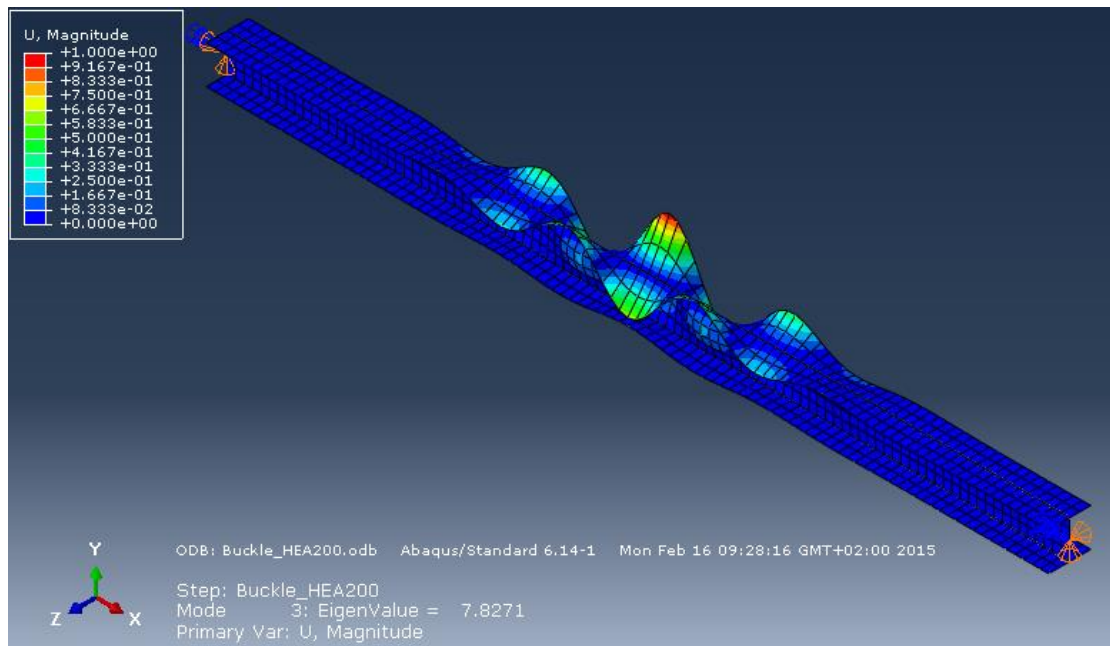 U, Magnitude
+1.000e+00
+9.167e-01
+8.333e-01
+7.500e-01
+6.667e-01
+5.833e-01
+5.000e-01
+4.167e-01
+3.333e-01
+2.500e-01
+1.667e-01
+8.333e-02
+0.000e+00
Y
Z
X
ODB: Buckle_HEA200.odb Abaqus/Standard 6.14-1 Mon Feb 16 09:28:16 GMT+02:00 2015
Step: Buckle_HEA200
Mode 3: EigenValue = 7.8271
Primary Var: U, Magnitude